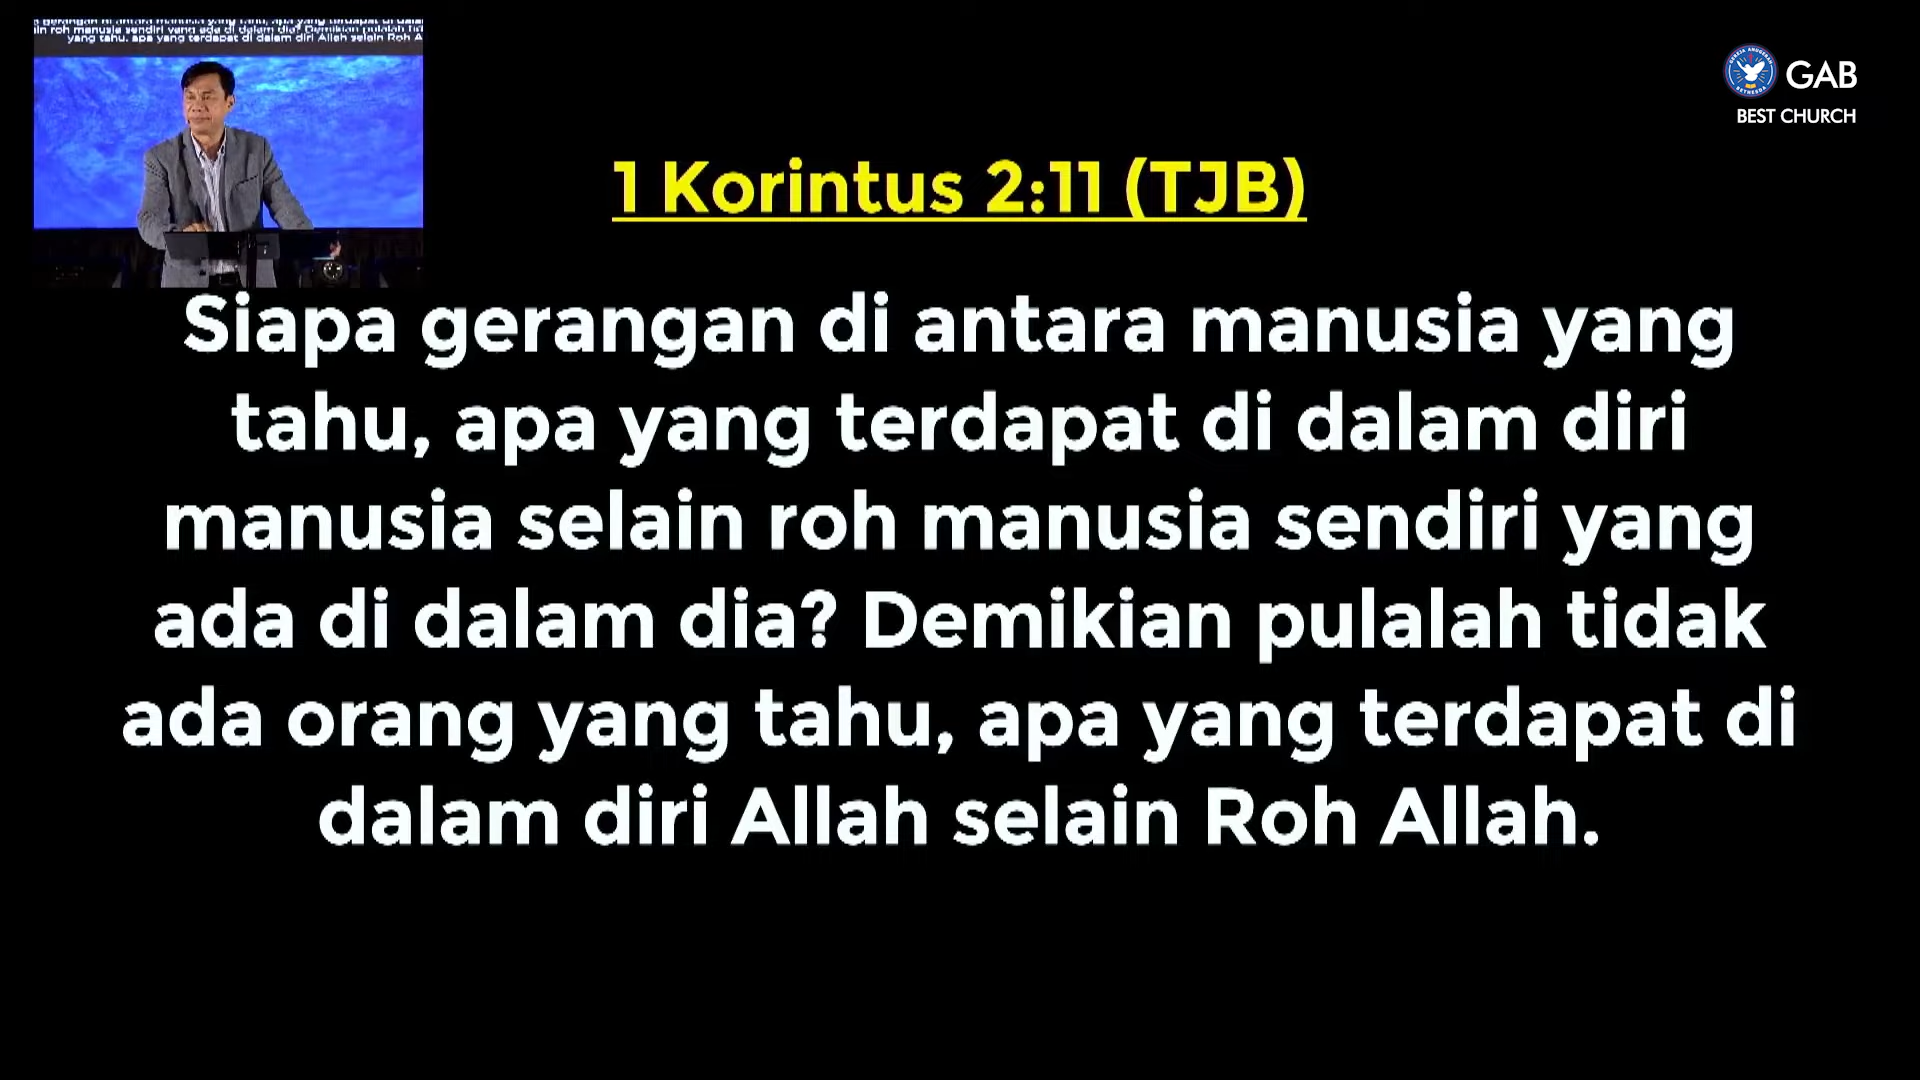 GAB
BEST CHURCH
1 Korintus 2:11 (TJB)
Siapa gerangan di antara manusia yang
tahu, apa yang terdapat di dalam diri
manusia selain roh manusia sendiri yang
ada di dalam dia? Demikian pulalah tidak
ada orang yang tahu, apa yang terdapat di
dalam diri Allah selain Roh Allah.